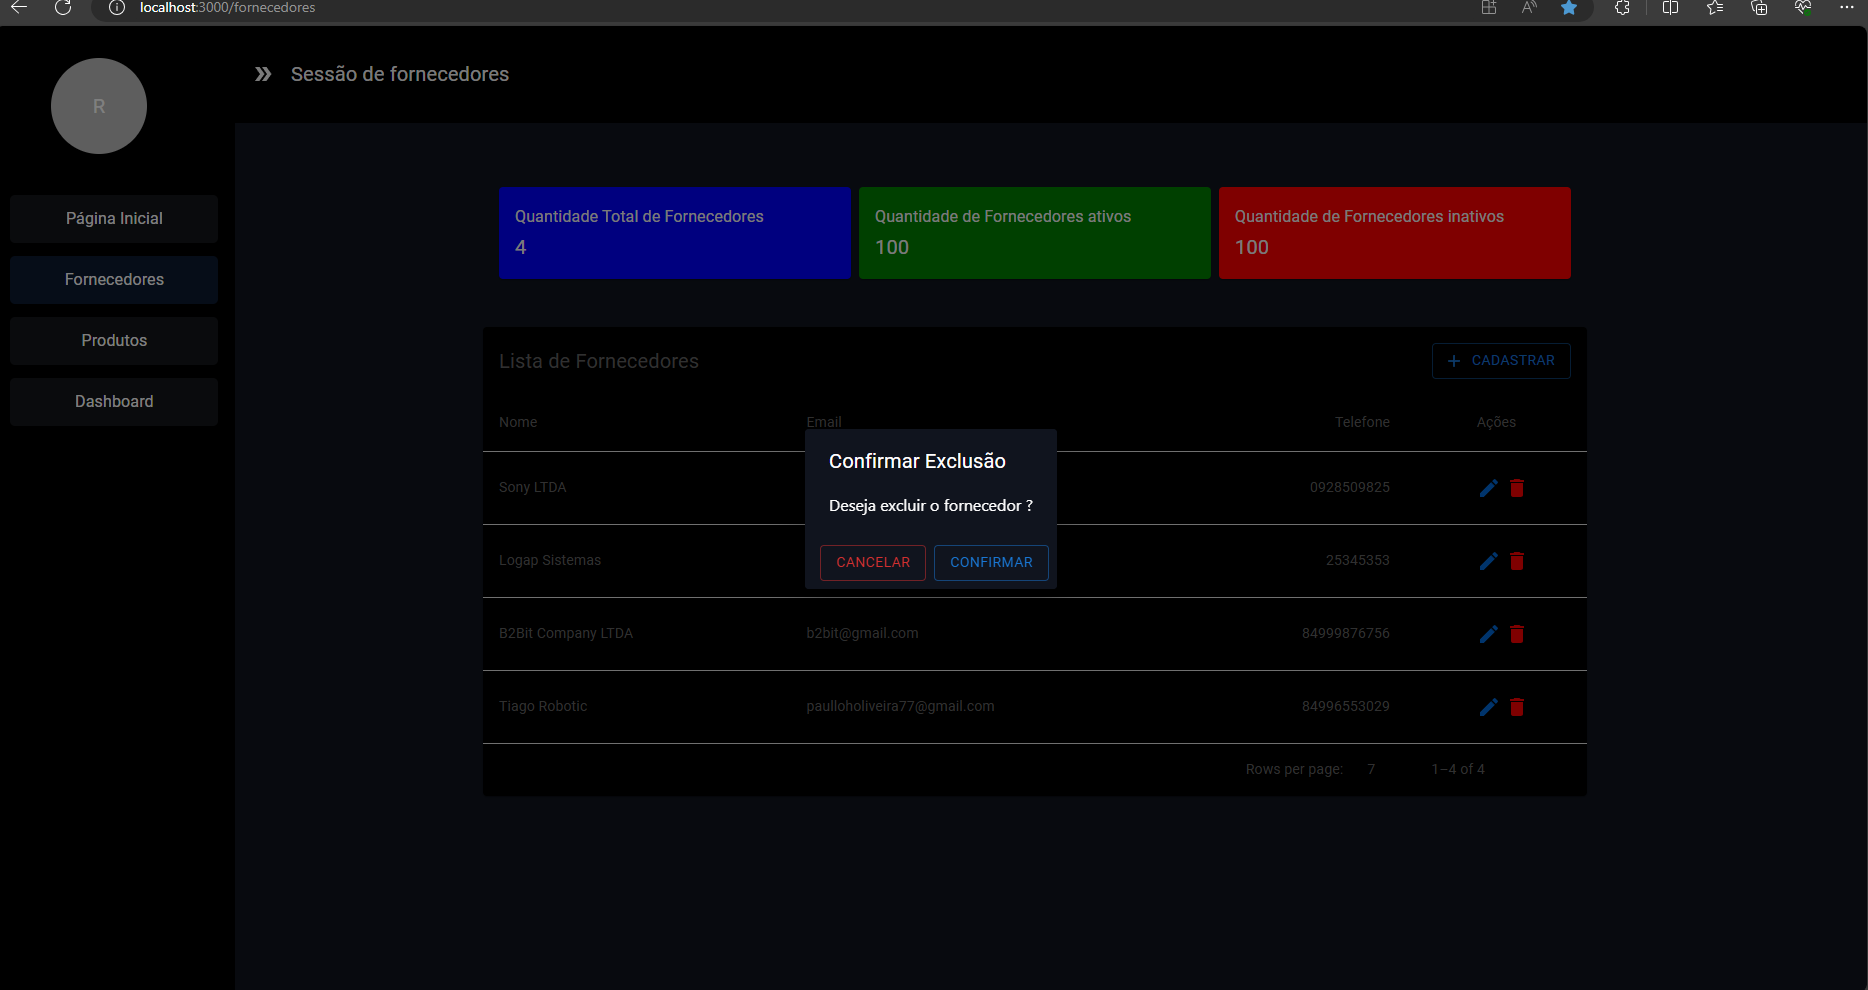 localhost:3000/fornecedores
R
Sessão de fornecedores
Página Inicial
Fornecedores
Produtos
Dashboard
Quantidade Total de Fornecedores
4
Quantidade de Fornecedores ativos
100
Quantidade de Fornecedores inativos
100
Lista de Fornecedores
CADASTRAR
Nome Email Telefone Ações
Sony LTDA 0928509825
Logap Sistemas 25345353
B2Bit Company LTDA b2bit@gmail.com 84999876756
Tiago Robotic paulloholiveira77@gmail.com 84996553029
Rows per page: 7 1–4 of 4
Confirmar Exclusão
Deseja excluir o fornecedor ?
CANCELAR CONFIRMAR